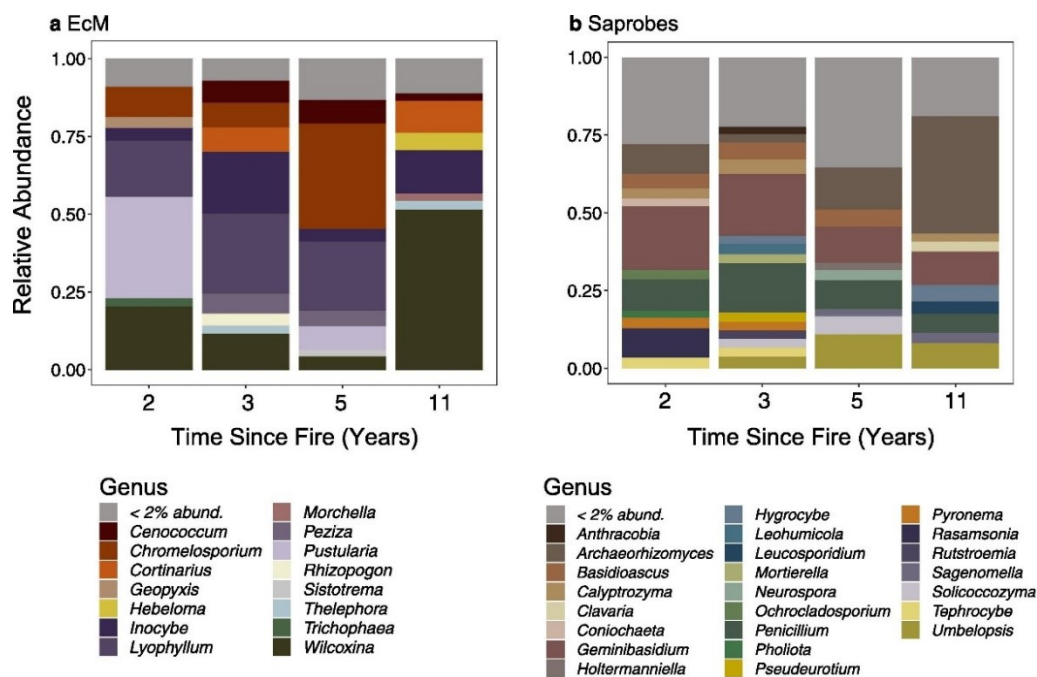 a EcM
b Saprobes
Relative Abundance
1.00
0.75
0.50
0.25
0.00
2 3 5 11
Time Since Fire (Years)
1.00
0.75
0.50
0.25
0.00
2 3 5 11
Time Since Fire (Years)
Genus
< 2% abund.
Cenococcum
Chromelosporium
Cortinarius
Geopyxis
Hebeloma
Inocybe
Lyophyllum
Morchella
Peziza
Pustularia
Rhizopogon
Sistotrema
Thelephora
Trichophaea
Wilcoxina
Genus
< 2% abund.
Anthracobia
Archaeorhizomyces
Basidioascus
Calyptrozyma
Clavaria
Coniochaeta
Geminibasidium
Holtermanniella
Hygrocybe
Leohumicola
Leucosporidium
Mortierella
Neurospora
Ochrocladosporium
Penicillium
Pholiota
Pseudeurotium
Pyronema
Rasamsonia
Rutstroemia
Sagenomella
Solicoccozyma
Tephrocybe
Umbelopsis